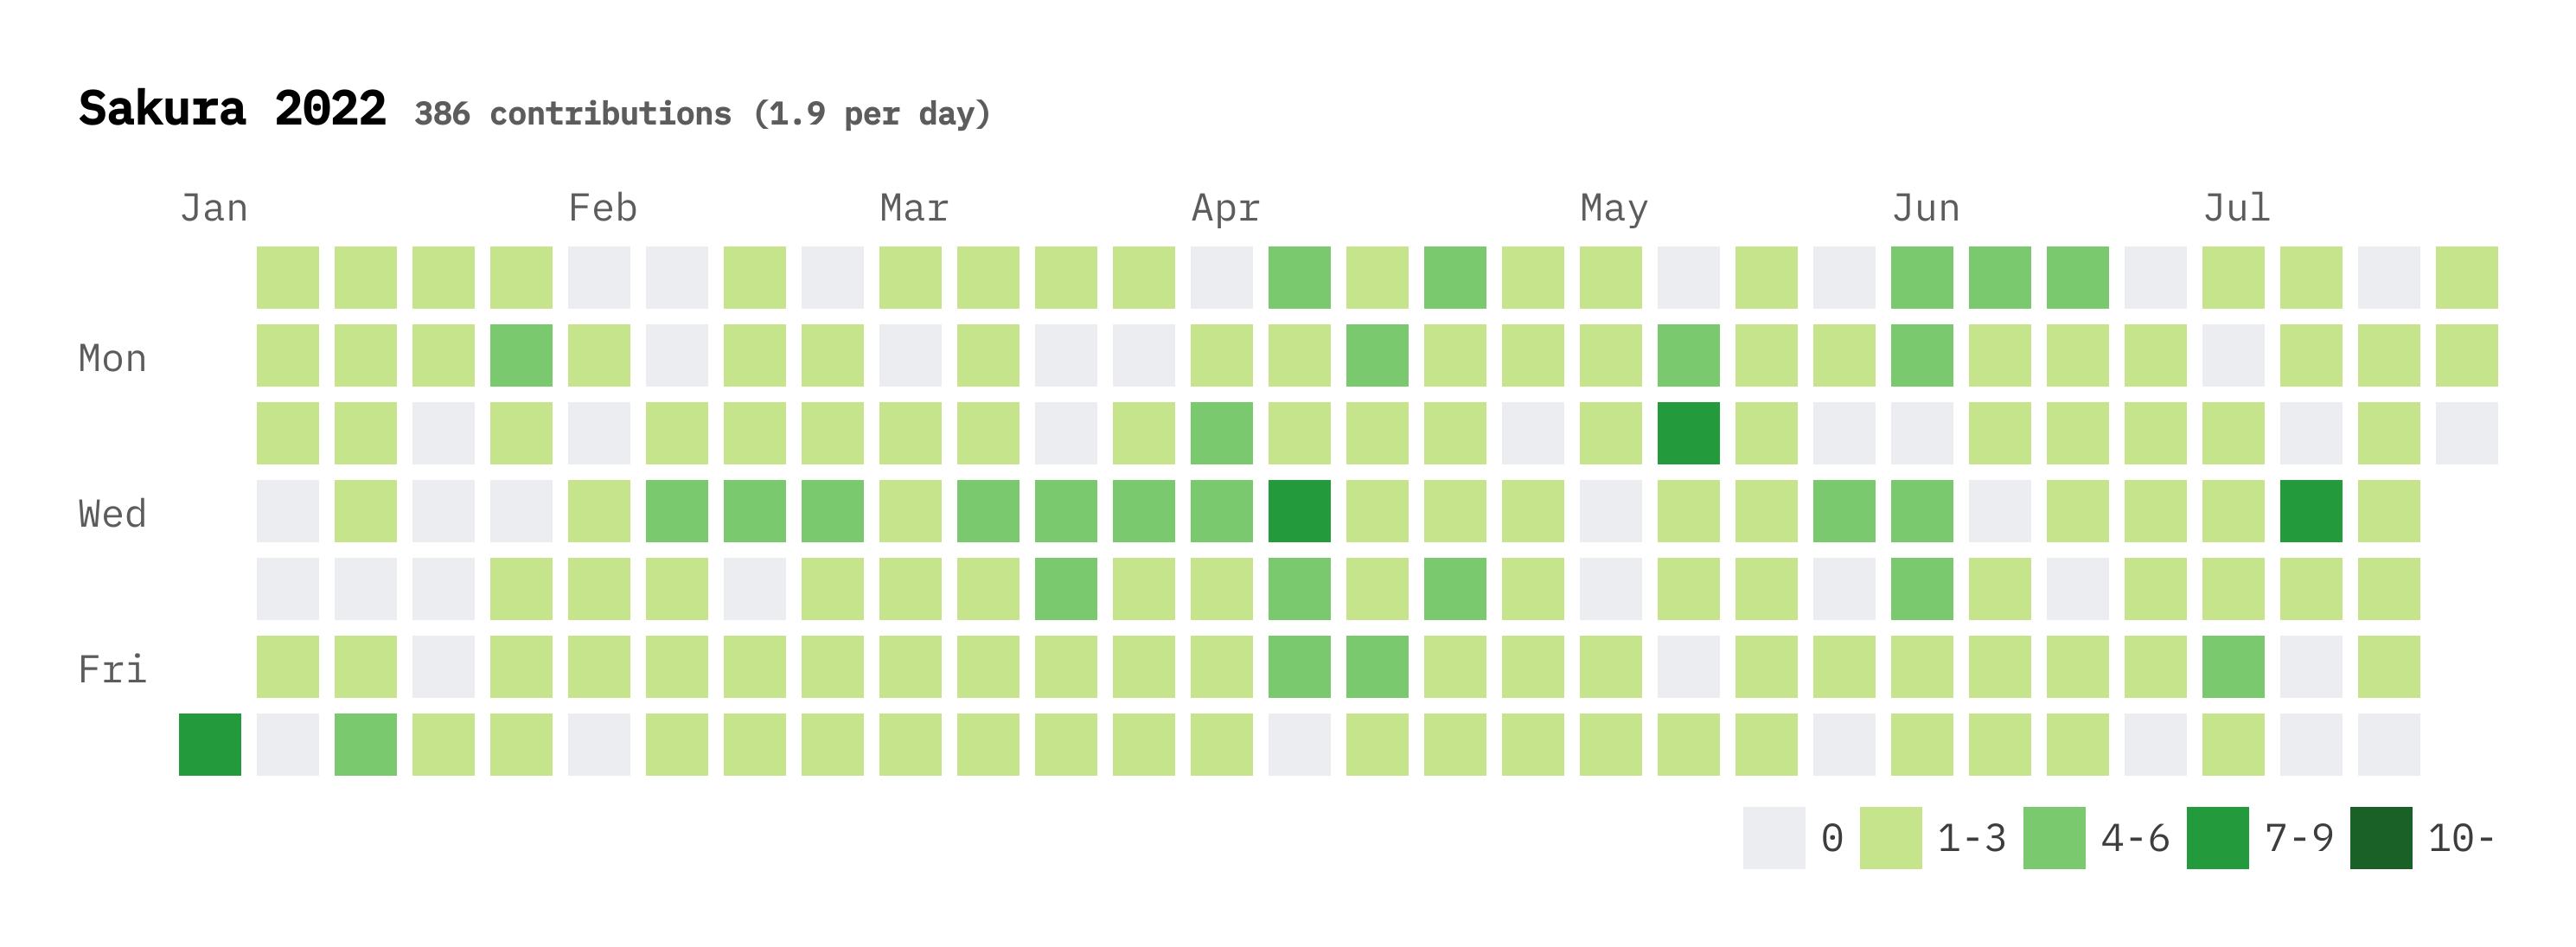 Sakura 2022 386 contributions (1.9 per day)
Jan Feb Mar Apr May Jun Jul
Mon
Wed
Fri
0 1-3 4-6 7-9 10-